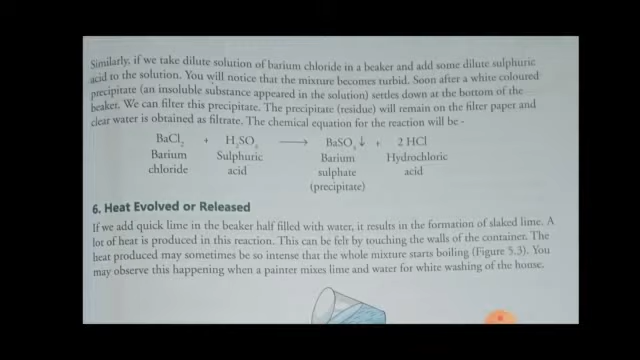 Similarly, if we take dilute solution of barium chloride in a beaker and add some dilute sulphuric
acid to the solution. You will notice that the mixture becomes turbid. Soon after a white coloured
precipitate (an insoluble substance appeared in the solution) settles down at the bottom of the
beaker. We can filter this precipitate. The precipitate (residue) will remain on the filter paper and
clear water is obtained as filtrate. The chemical equation for the reaction will be -
BaCl₂ + H₂SO₄ ⟶ BaSO₄↓ + 2 HCl
Barium Sulphuric Barium Hydrochloric
chloride acid sulphate acid
(precipitate)
6. Heat Evolved or Released
If we add quick lime in the beaker half filled with water, it results in the formation of slaked lime. A
lot of heat is produced in this reaction. This can be felt by touching the walls of the container. The
heat produced may sometimes be so intense that the whole mixture starts boiling (Figure 5.3). You
may observe this happening when a painter mixes lime and water for white washing of the house.